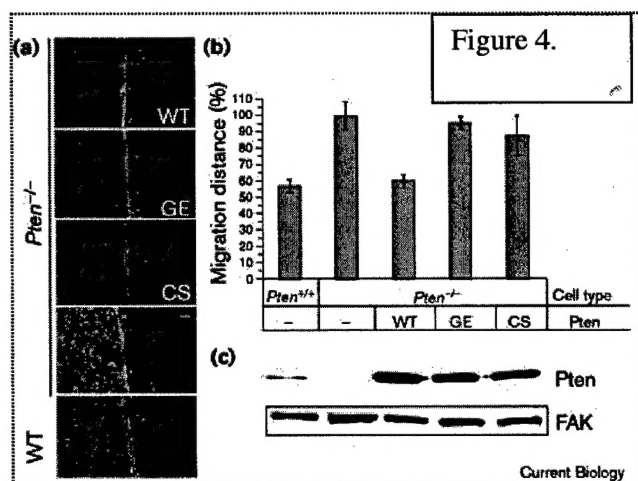 Figure 4.
(a)
Pten-/-
WT
GE
CS
–
WT
(b)
Migration distance (%)
110
100
90
80
70
60
50
40
30
20
10
0
Pten+/+ Pten-/- Cell type
– – WT GE CS Pten
(c)
Pten
FAK
Current Biology